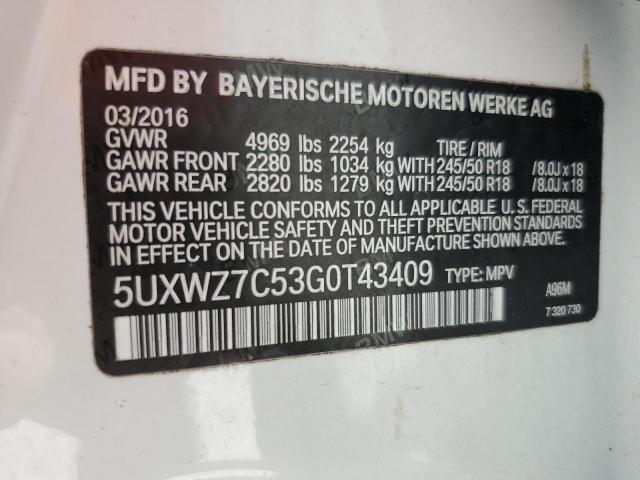 MFD BY BAYERISCHE MOTOREN WERKE AG
03/2016
GVWR 4969 lbs 2254 kg TIRE / RIM
GAWR FRONT 2280 lbs 1034 kg WITH 245/50 R18 /8.0J x 18
GAWR REAR 2820 lbs 1279 kg WITH 245/50 R18 /8.0J x 18
THIS VEHICLE CONFORMS TO ALL APPLICABLE U.S. FEDERAL
MOTOR VEHICLE SAFETY AND THEFT PREVENTION STANDARDS
IN EFFECT ON THE DATE OF MANUFACTURE SHOWN ABOVE.
5UXWZ7C53G0T43409 TYPE: MPV A96M
7 320 730